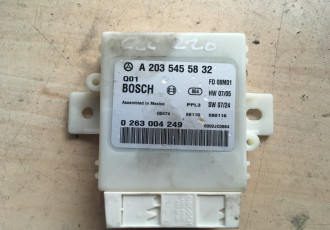 A 203 545 58 32
Q01
FD 08M01
BOSCH
HW 07/05
Assembled in Mexico
PPL3
SW 07/24
0 263 004 249